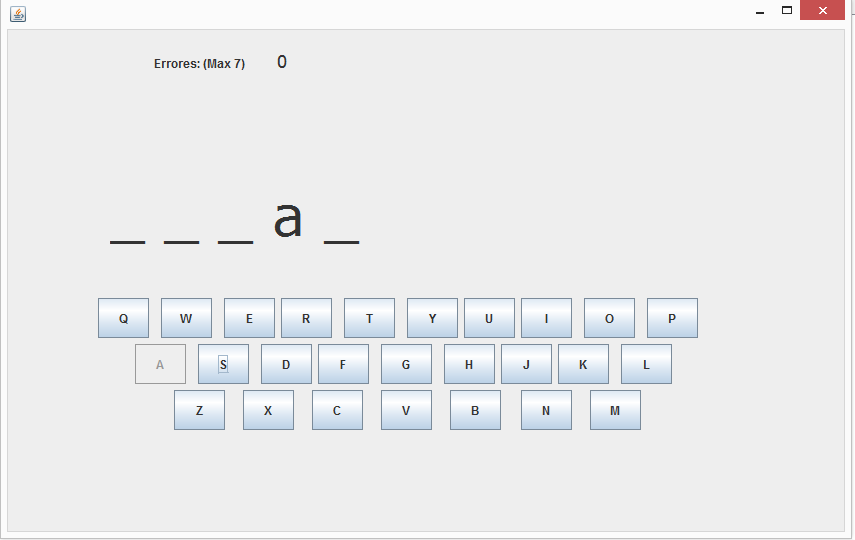 Errores: (Max 7) 0
_ _ _ a _
Q W E R T Y U I O P
A S D F G H J K L
Z X C V B N M